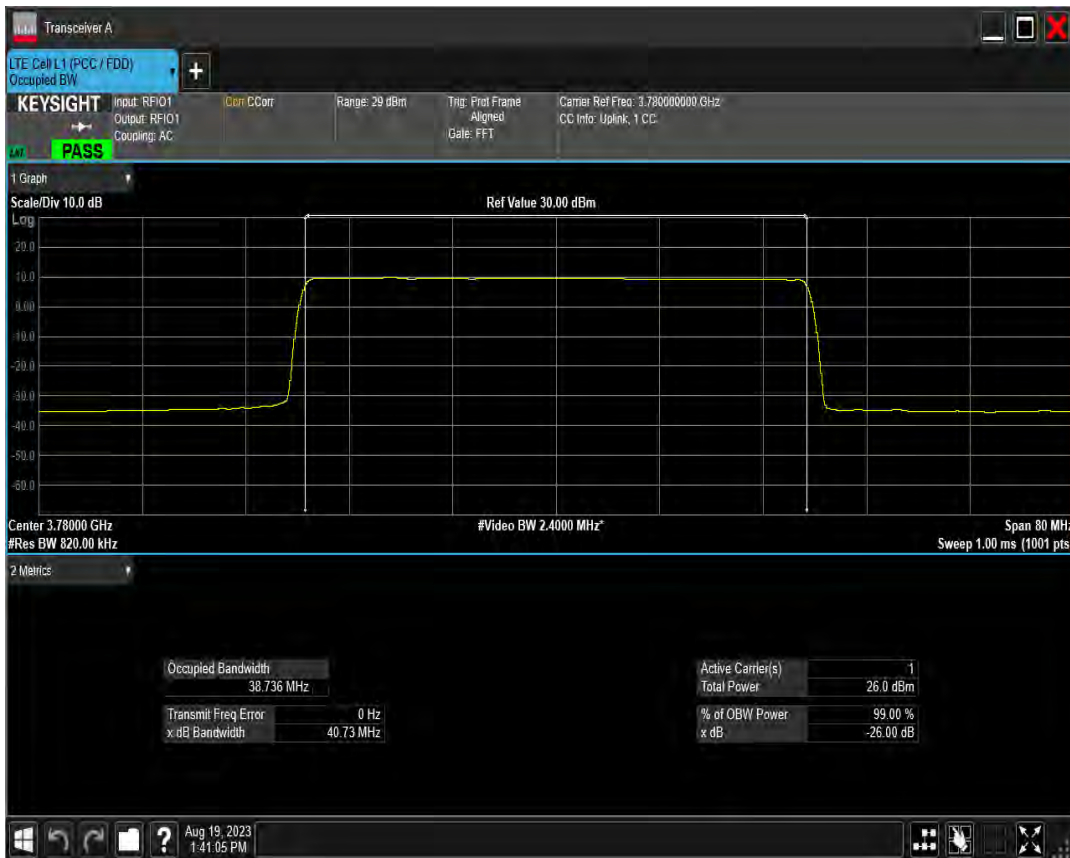 Transceiver A
LTE Cell L1 (PCC / FDD)
Occupied BW
+
KEYSIGHT
Input: RFIO1
Output: RFIO1
Coupling: AC
PASS
Corr CCorr
Range: 29 dBm
Trig: Prot Frame
Aligned
Gate: FFT
Carrier Ref Freq: 3.780000000 GHz
CC Info: Uplink, 1 CC
1 Graph
Scale/Div 10.0 dB
Ref Value 30.00 dBm
Log
20.0
10.0
0.00
-10.0
-20.0
-30.0
-40.0
-50.0
-60.0
Center 3.78000 GHz
#Video BW 2.4000 MHz*
Span 80 MHz
#Res BW 820.00 kHz
Sweep 1.00 ms (1001 pts
2 Metrics
Occupied Bandwidth
38.736 MHz
Transmit Freq Error 0 Hz
x dB Bandwidth 40.73 MHz
Active Carrier(s) 1
Total Power 26.0 dBm
% of OBW Power 99.00 %
x dB -26.00 dB
?
Aug 19, 2023
1:41:05 PM